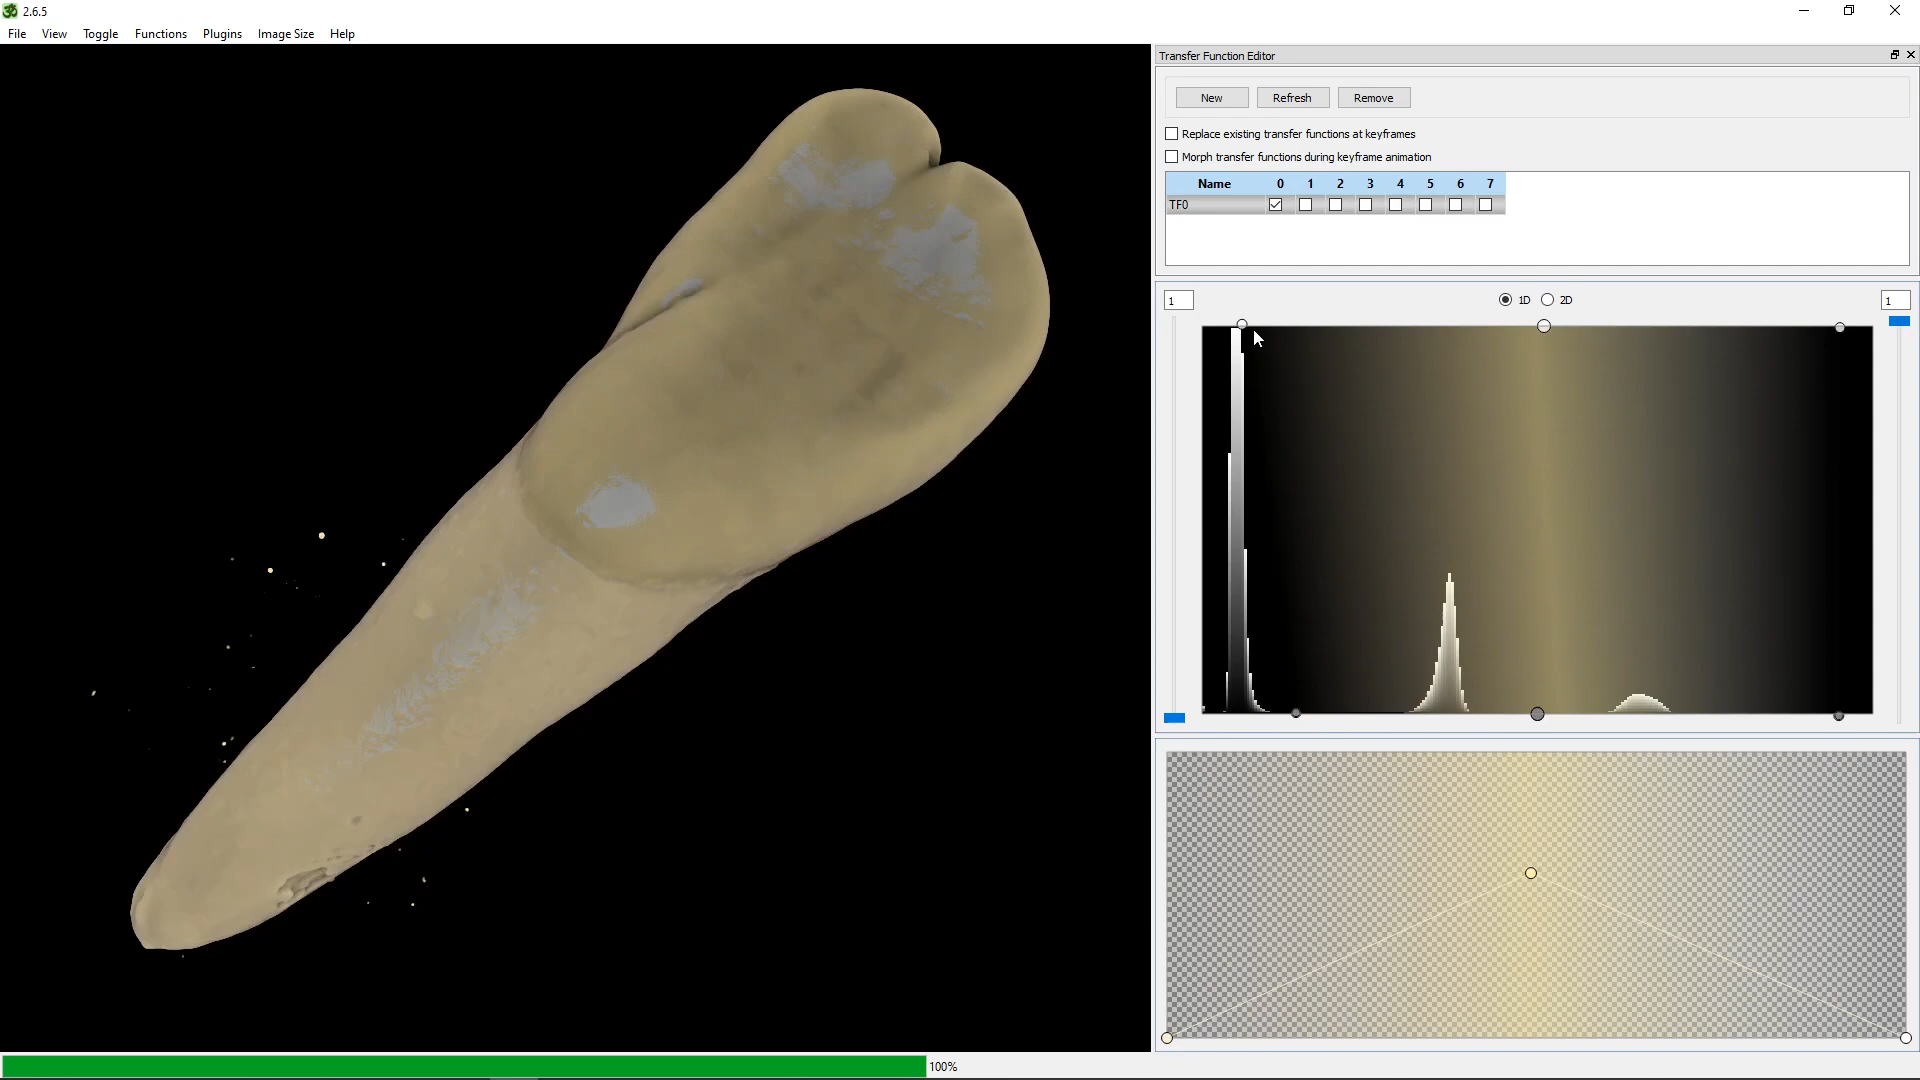 2.6.5
File View Toggle Functions Plugins Image Size Help
Transfer Function Editor
New Refresh Remove
Replace existing transfer functions at keyframes
Morph transfer functions during keyframe animation
Name 0 1 2 3 4 5 6 7
TF0
1 1D 2D 1
100%